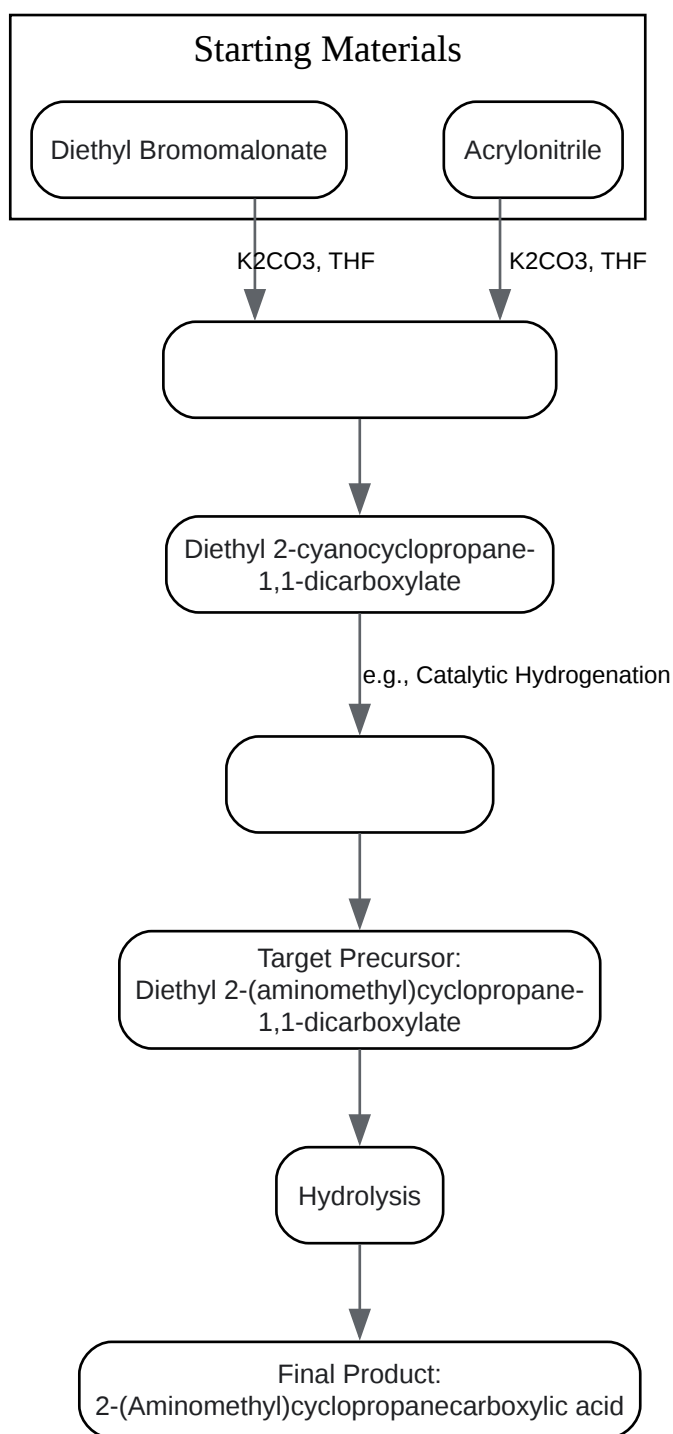 Starting Materials
Diethyl Bromomalonate
Acrylonitrile
K2CO3, THF
K2CO3, THF
Diethyl 2-cyanocyclopropane-
1,1-dicarboxylate
e.g., Catalytic Hydrogenation
Target Precursor:
Diethyl 2-(aminomethyl)cyclopropane-
1,1-dicarboxylate
Hydrolysis
Final Product:
2-(Aminomethyl)cyclopropanecarboxylic acid